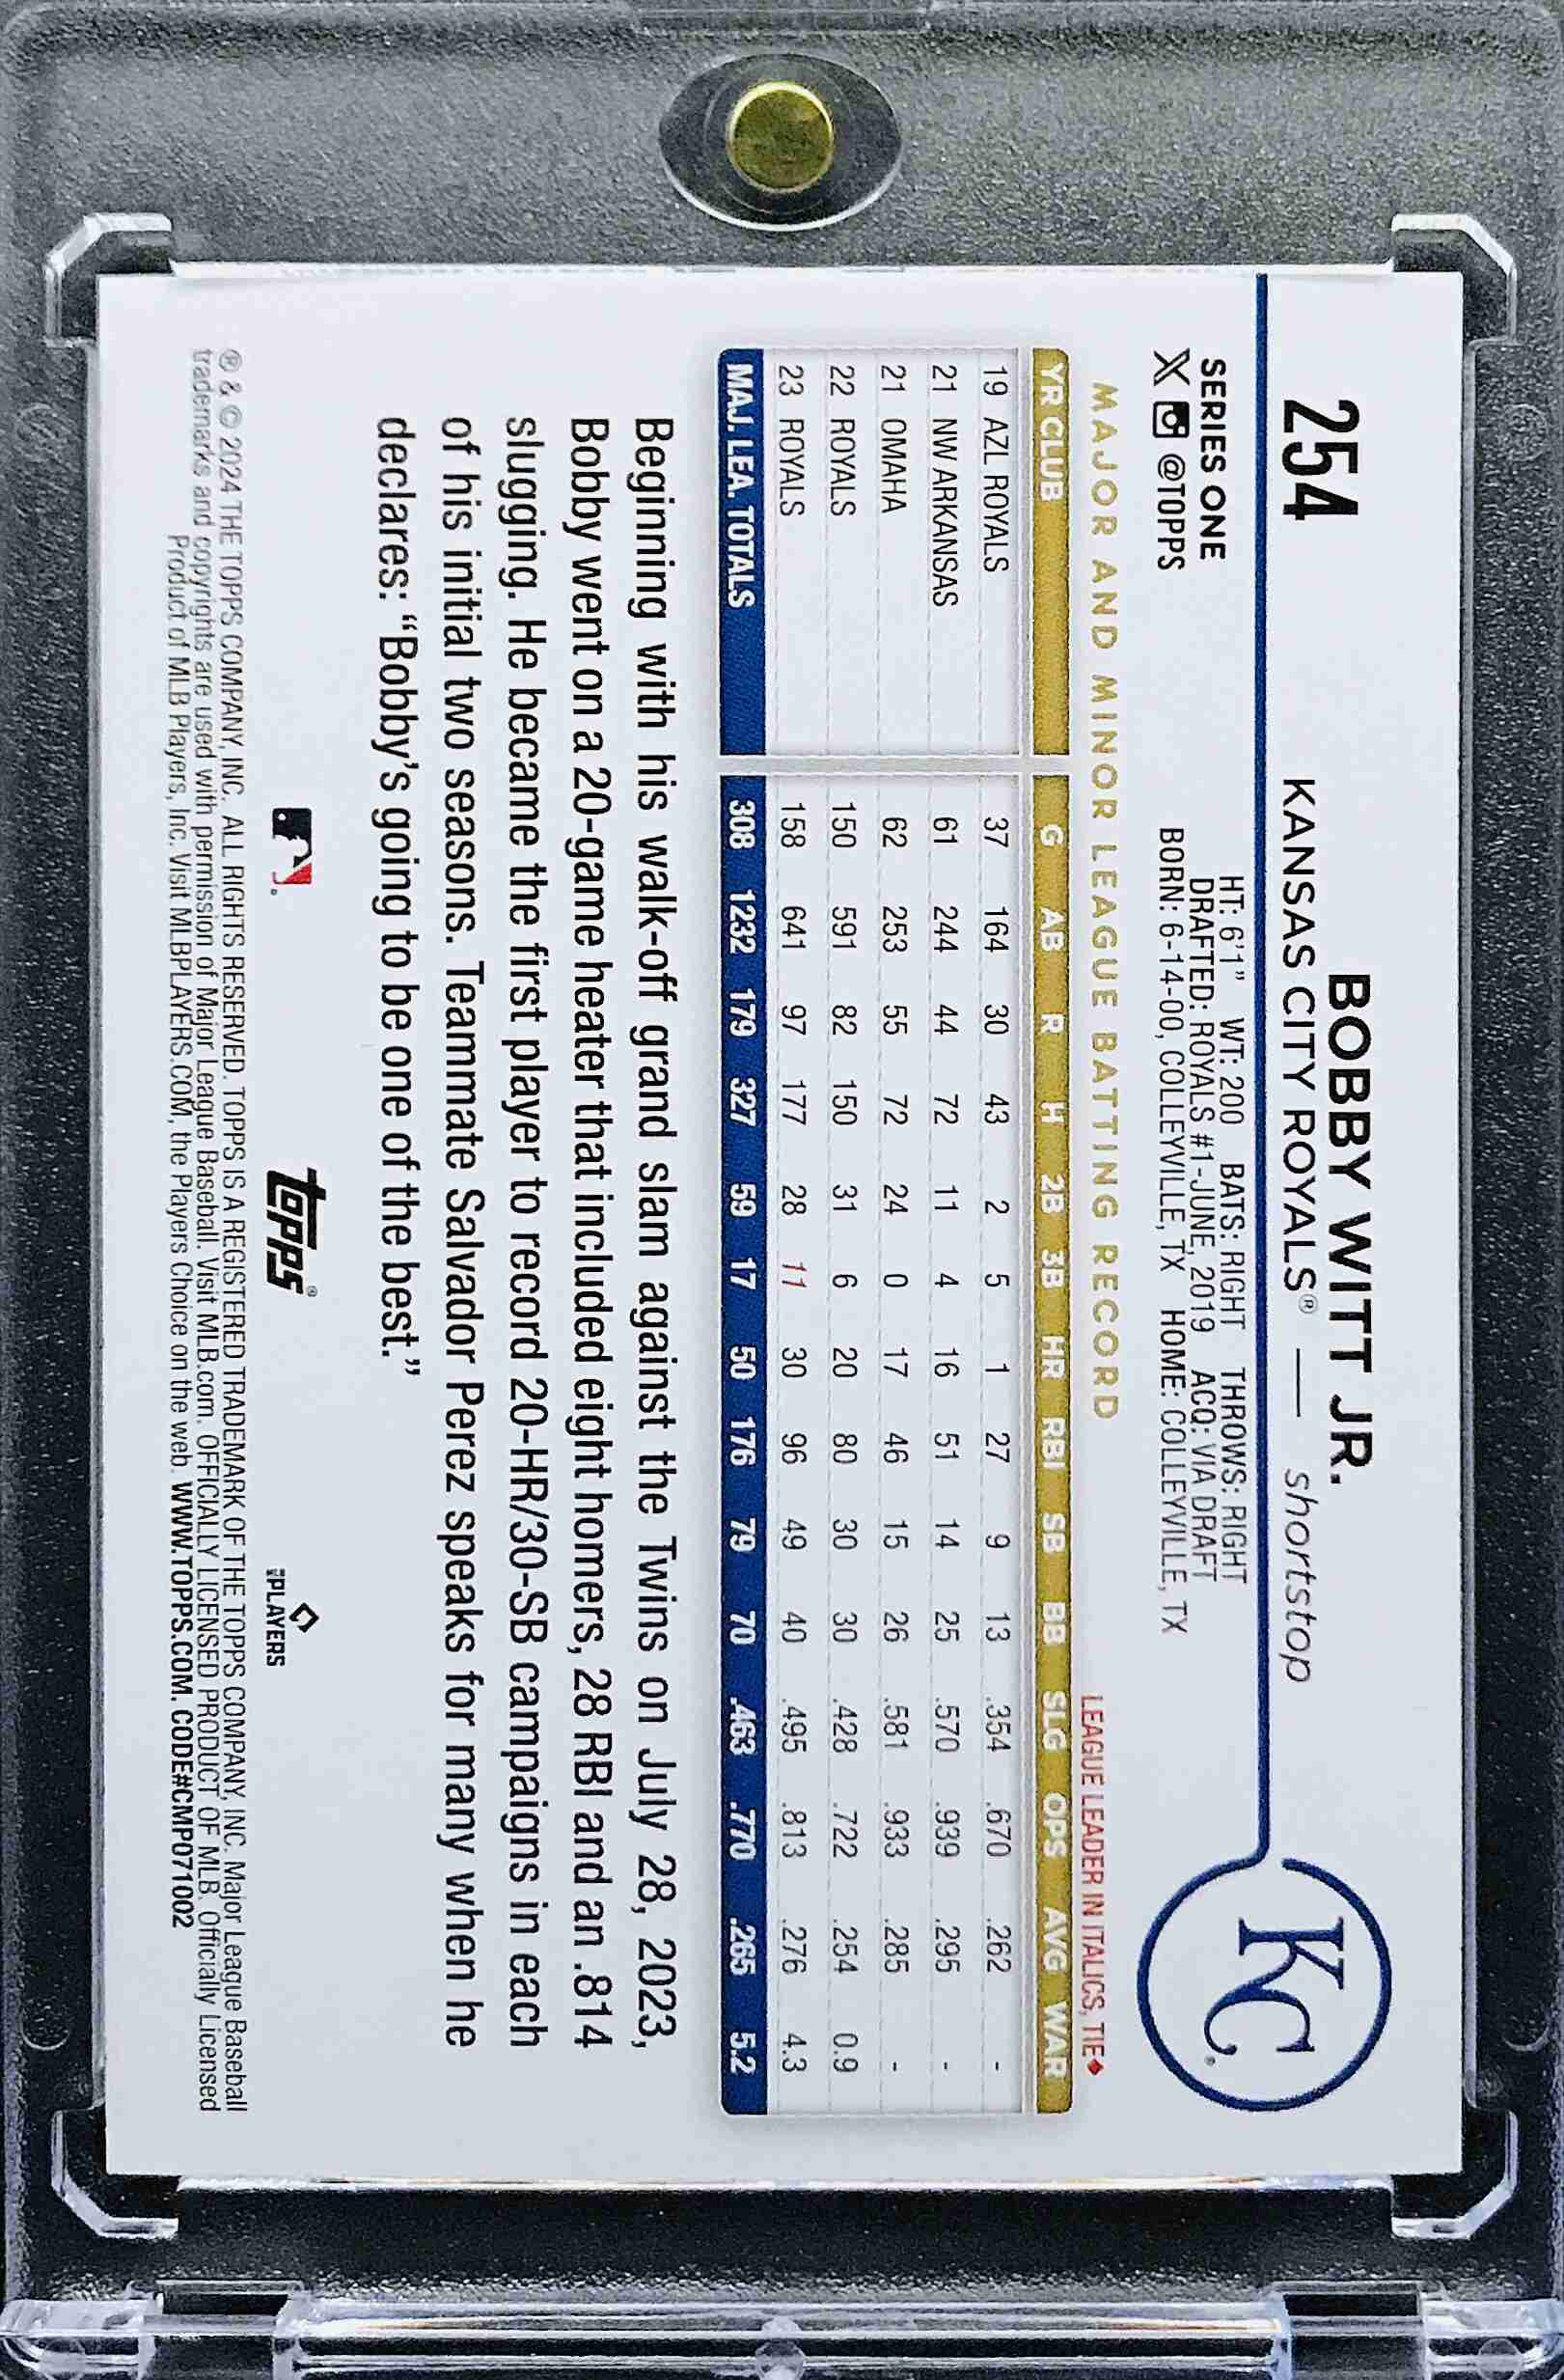 254
BOBBY WITT JR.
KANSAS CITY ROYALS® — shortstop
KC®
SERIES ONE
X @TOPPS
HT: 6'1" WT: 200 BATS: RIGHT THROWS: RIGHT
DRAFTED: ROYALS #1-JUNE, 2019 ACQ: VIA DRAFT
BORN: 6-14-00, COLLEYVILLE, TX HOME: COLLEYVILLE, TX
MAJOR AND MINOR LEAGUE BATTING RECORD
LEAGUE LEADER IN ITALICS, TIE♦
YR CLUB G AB R H 2B 3B HR RBI SB BB SLG OPS AVG WAR
19 AZL ROYALS 37 164 30 43 2 5 1 27 9 13 .354 .670 .262 -
21 NW ARKANSAS 61 244 44 72 11 4 16 51 14 25 .570 .939 .295 -
21 OMAHA 62 253 55 72 24 0 17 46 15 26 .581 .933 .285 -
22 ROYALS 150 591 82 150 31 6 20 80 30 30 .428 .722 .254 0.9
23 ROYALS 158 641 97 177 28 11 30 96 49 40 .495 .813 .276 4.3
MAJ. LEA. TOTALS 308 1232 179 327 59 17 50 176 79 70 .463 .770 .265 5.2
Beginning with his walk-off grand slam against the Twins on July 28, 2023,
Bobby went on a 20-game heater that included eight homers, 28 RBI and an .814
slugging. He became the first player to record 20-HR/30-SB campaigns in each
of his initial two seasons. Teammate Salvador Perez speaks for many when he
declares: “Bobby's going to be one of the best.”
topps®
PLAYERS
® & © 2024 THE TOPPS COMPANY, INC. ALL RIGHTS RESERVED. TOPPS IS A REGISTERED TRADEMARK OF THE TOPPS COMPANY, INC. Major League Baseball
trademarks and copyrights are used with permission of Major League Baseball. Visit MLB.com. OFFICIALLY LICENSED PRODUCT OF MLB. Officially Licensed
Product of MLB Players, Inc. Visit MLBPLAYERS.COM, the Players Choice on the web. WWW.TOPPS.COM. CODE#CMP071002